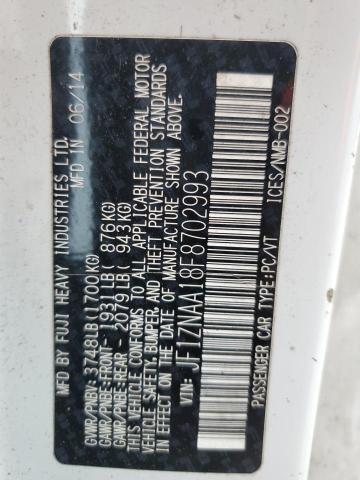 MFD BY FUJI HEAVY INDUSTRIES LTD.
MFD IN 06/14
GVWR/PNBV: 3748LB(1700KG)
GAWR/PNBE:FRONT- 1931LB( 876KG)
GAWR/PNBE:REAR- 2079LB( 943KG)
THIS VEHICLE CONFORMS TO ALL APPLICABLE FEDERAL MOTOR
VEHICLE SAFETY,BUMPER,AND THEFT PREVENTION STANDARDS
IN EFFECT ON THE DATE OF MANUFACTURE SHOWN ABOVE.
VIN: JF1ZNAA18F8702993
PASSENGER CAR TYPE:PC/VT ICES/NMB-002